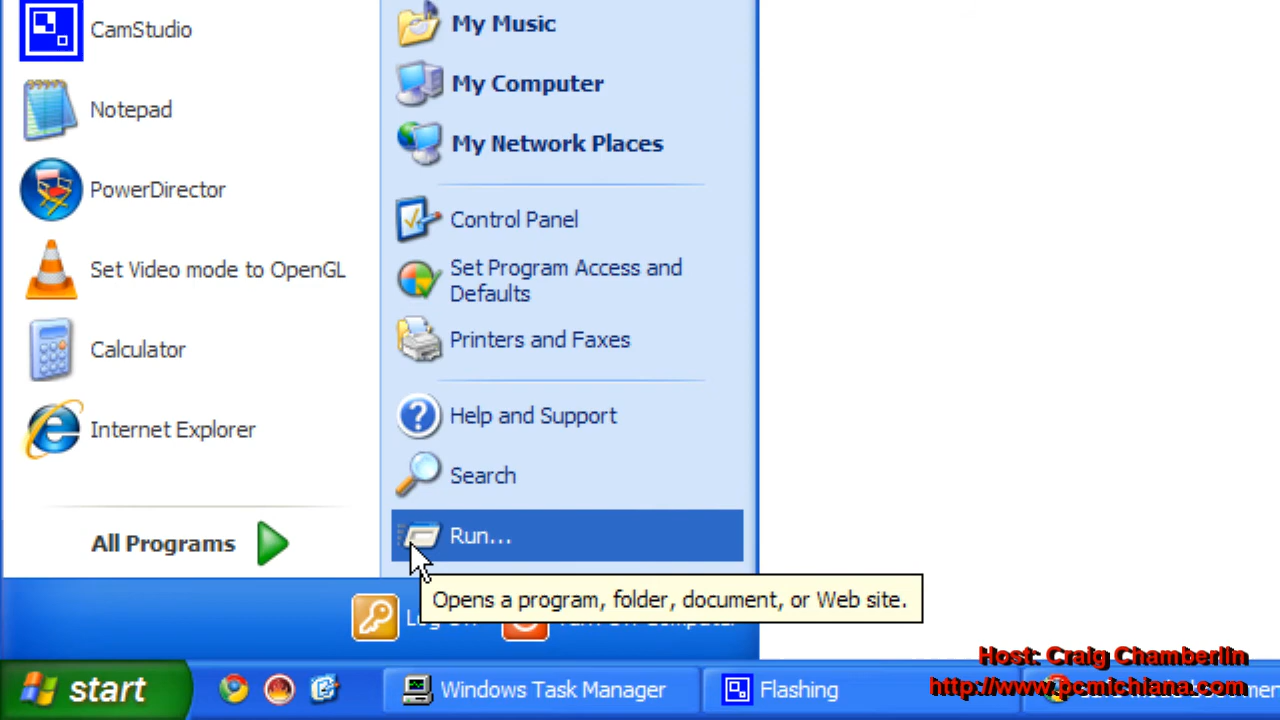 CamStudio
Notepad
PowerDirector
Set Video mode to OpenGL
Calculator
Internet Explorer
All Programs
My Music
My Computer
My Network Places
Control Panel
Set Program Access and
Defaults
Printers and Faxes
Help and Support
Search
Run...
Opens a program, folder, document, or Web site.
start
Windows Task Manager
Flashing
Host: Craig Chamberlin
http://www.pcmichiana.com